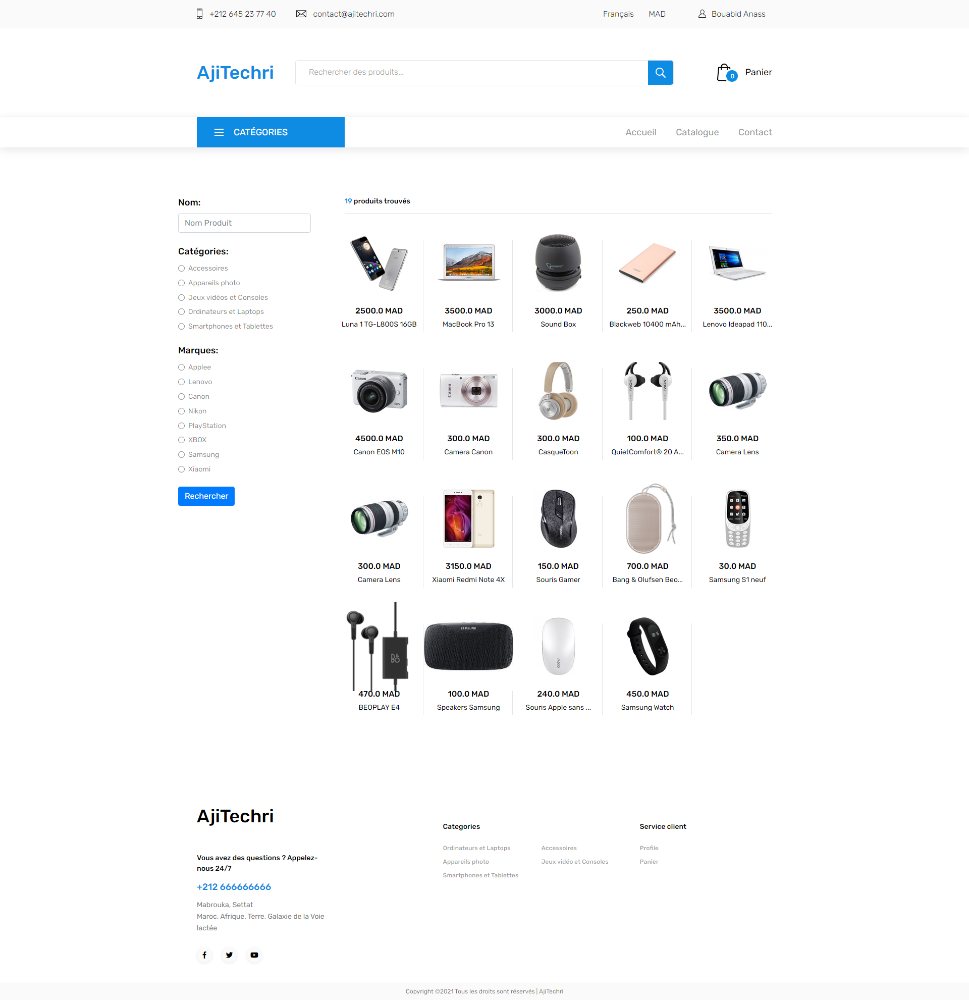 +212 645 23 77 40
contact@ajitechri.com
Français
MAD
Bouabid Anass
AjiTechri
Rechercher des produits...
0
Panier
CATÉGORIES
Accueil
Catalogue
Contact
Nom:
Nom Produit
Catégories:
Accessoires
Appareils photo
Jeux vidéos et Consoles
Ordinateurs et Laptops
Smartphones et Tablettes
Marques:
Applee
Lenovo
Canon
Nikon
PlayStation
XBOX
Samsung
Xiaomi
Rechercher
19 produits trouvés
2500.0 MAD
Luna 1 TG-L800S 16GB
3500.0 MAD
MacBook Pro 13
3000.0 MAD
Sound Box
250.0 MAD
Blackweb 10400 mAh...
3500.0 MAD
Lenovo Ideapad 110...
Canon
EOS
4500.0 MAD
Canon EOS M10
Canon
300.0 MAD
Camera Canon
300.0 MAD
CasqueToon
NOMI
NOMI
100.0 MAD
QuietComfort® 20 A...
350.0 MAD
Camera Lens
300.0 MAD
Camera Lens
3150.0 MAD
Xiaomi Redmi Note 4X
rapoo
150.0 MAD
Souris Gamer
700.0 MAD
Bang & Olufsen Beo...
30.0 MAD
Samsung S1 neuf
B&O
470.0 MAD
BEOPLAY E4
SAMSUNG
100.0 MAD
Speakers Samsung
rapoo
240.0 MAD
Souris Apple sans ...
450.0 MAD
Samsung Watch
AjiTechri
Vous avez des questions ? Appelez-
nous 24/7
+212 666666666
Mabrouka, Settat
Maroc, Afrique, Terre, Galaxie de la Voie
lactée
Categories
Ordinateurs et Laptops
Appareils photo
Smartphones et Tablettes
Accessoires
Jeux vidéo et Consoles
Service client
Profile
Panier
Copyright ©2021 Tous les droits sont réservés | AjiTechri